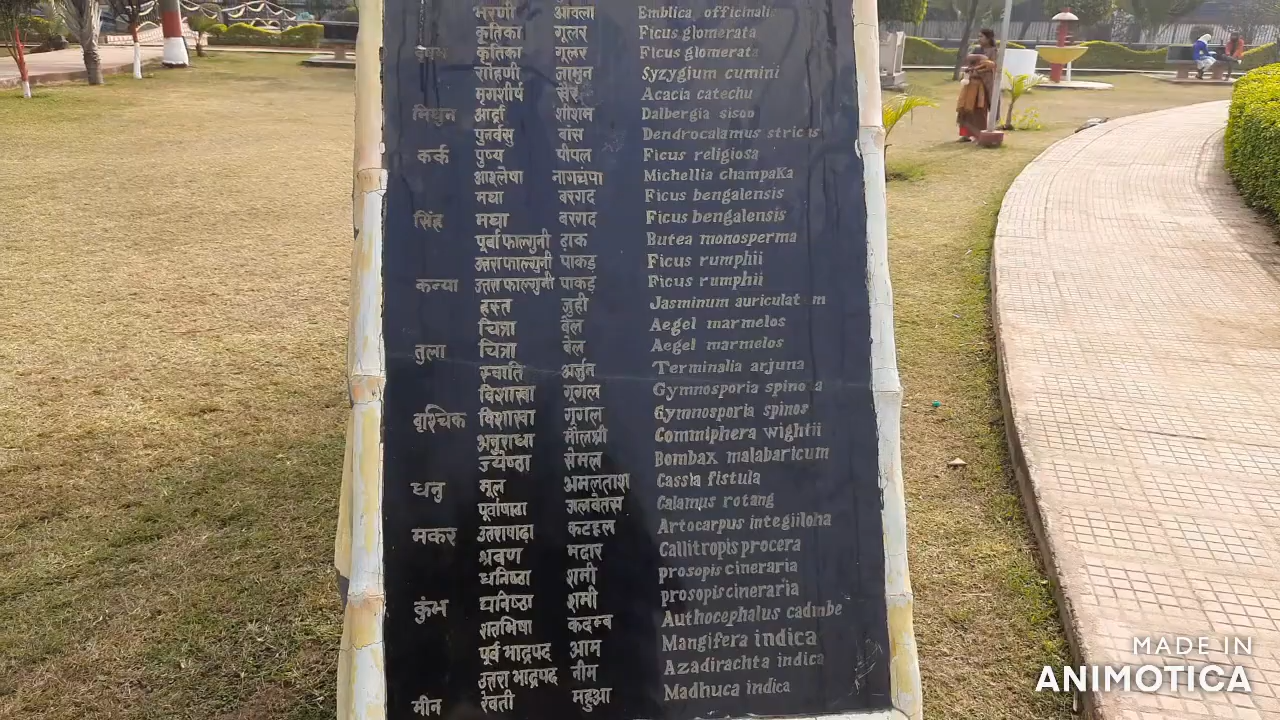 भरणी आंवला Emblica officinalis
कृतिका गूलर Ficus glomerata
कृतिका गूलर Ficus glomerata
रोहिणी जामुन Syzygium cumini
मृगशीर्ष खैर Acacia catechu
मिथुन आर्द्रा शीशम Dalbergia sisoo
पुनर्वसु बांस Dendrocalamus
कर्क पुष्य पीपल Ficus religiosa
आश्लेषा नागचंपा Michellia champaKa
मघा बरगद Ficus bengalensis
सिंह मघा बरगद Ficus bengalensis
पूर्वा फाल्गुनी ढ़ाक Butea monosperma
उत्तरा फाल्गुनी पाकड़ Ficus rumphii
कन्या उत्तरा फाल्गुनी पाकड़ Ficus rumphii
हस्त जुही Jasminum
चित्रा बेल Aegel marmelos
तुला चित्रा बेल Aegel marmelos
स्वाति अर्जुन Terminalia arjuna
विशाखा गूगल Gymnosporia
वृश्चिक विशाखा गूगल Gymnosporia spinos
अनुराधा मौलश्री Commiphera wightii
ज्येष्ठा सेमल Bombax malabaricum
धनु मूल अमलताश Cassia fistula
पूर्वाषाढा जलवेतस Calamus rotang
मकर उत्तराषाढ़ा कटहल Artocarpus integiiloha
श्रवण मदार Callitropis procera
धनिष्ठा शमी prosopis cineraria
कुंभ धनिष्ठा शमी prosopis cineraria
शतभिषा कदम्ब Authocephalus cadmbe
पूर्व भाद्रपद आम Mangifera indica
उत्तरा भाद्रपद नीम Azadirachta indica
मीन रेवती महुआ Madhuca indica
MADE IN
ANIMOTICA